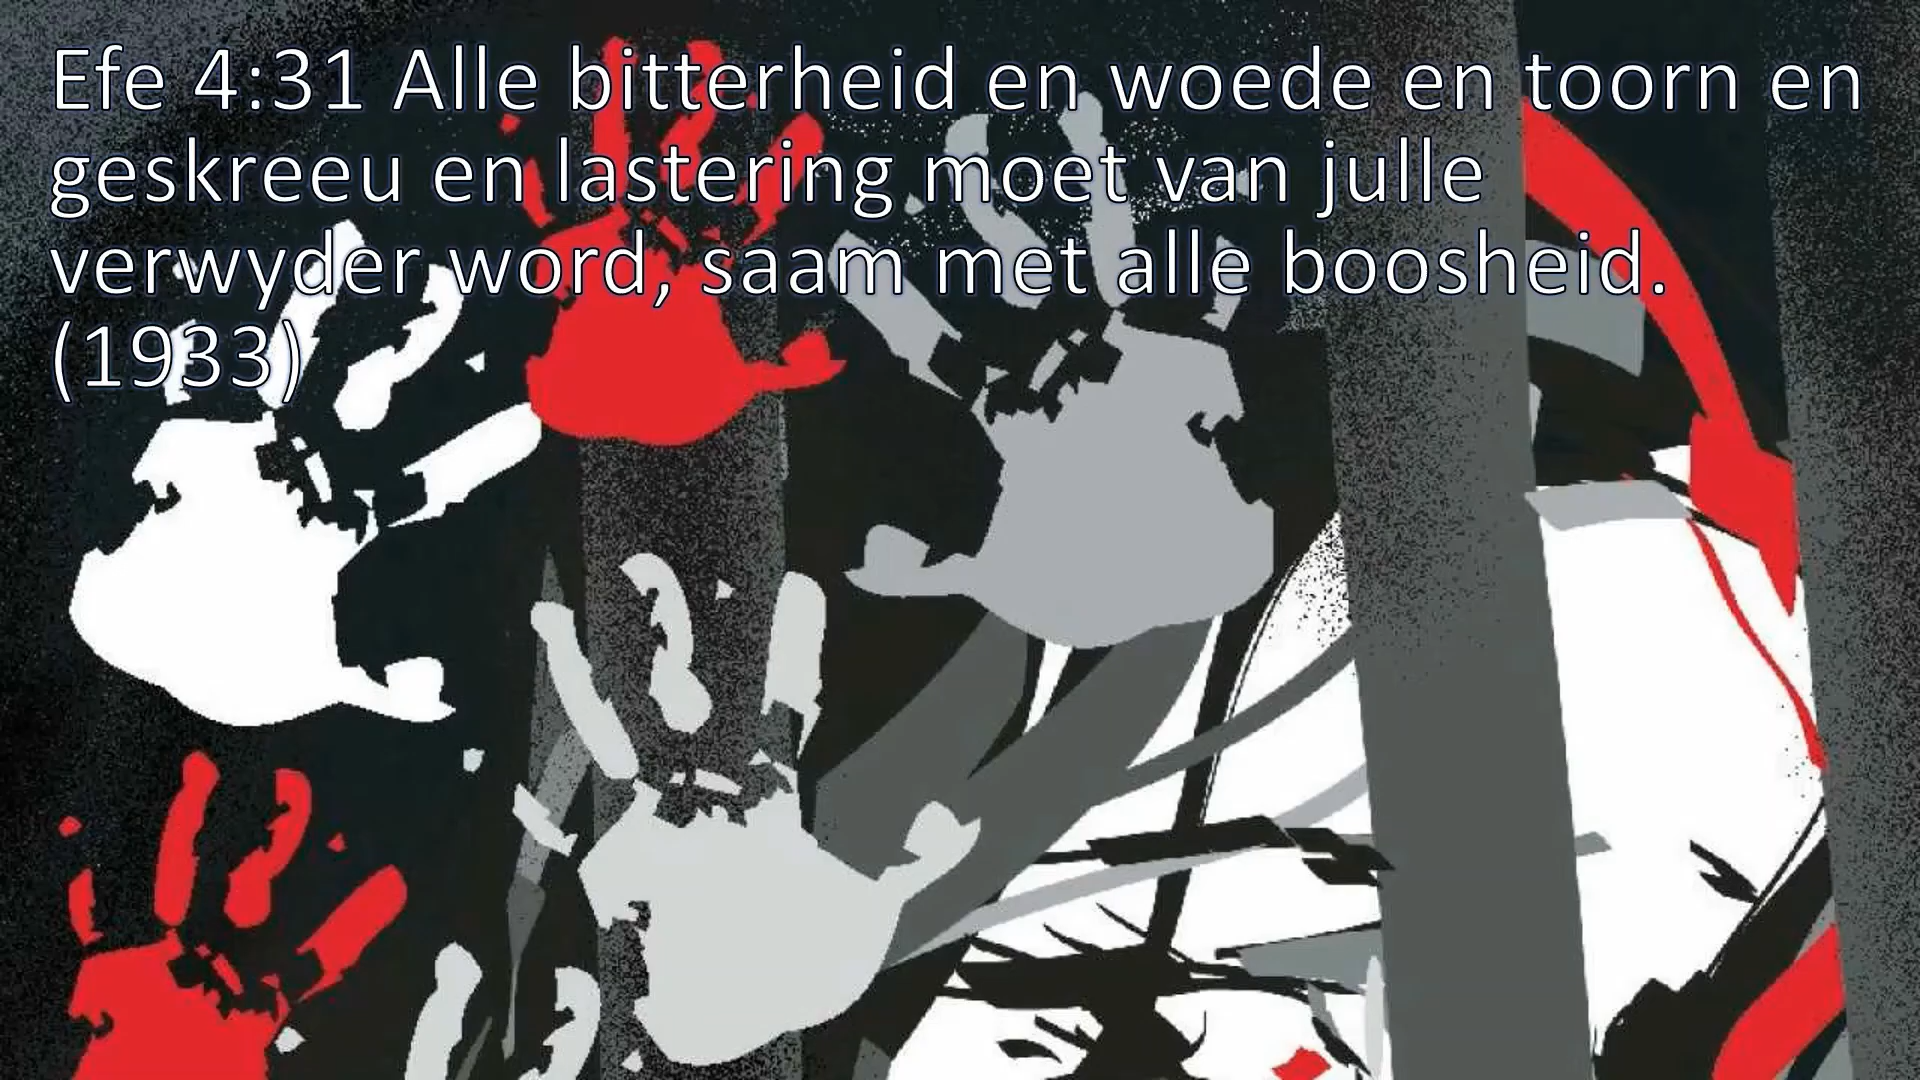 Efe 4:31 Alle bitterheid en woede en toorn en
geskreeu en lastering moet van julle
verwyder word, saam met alle boosheid.
(1933)